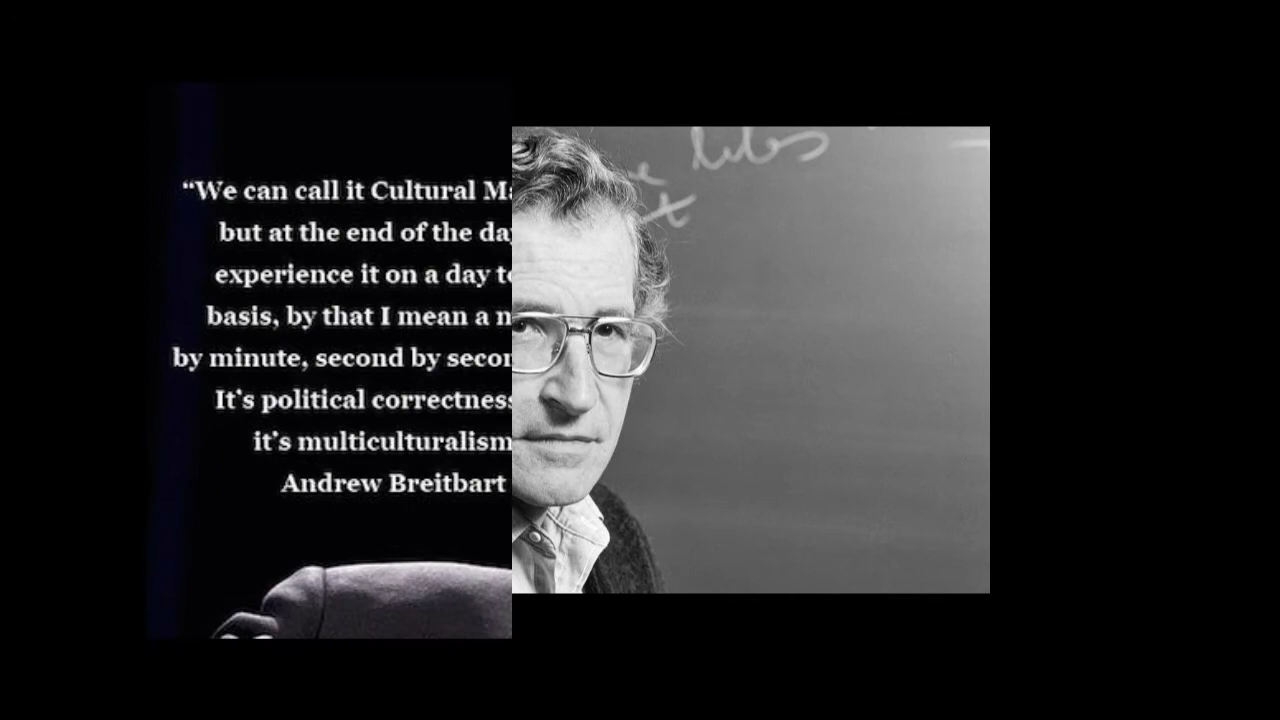 “We can call it Cultural Ma
but at the end of the day
experience it on a day to
basis, by that I mean a
by minute, second by secon
It’s political correctness
it’s multiculturalism
Andrew Breitbart